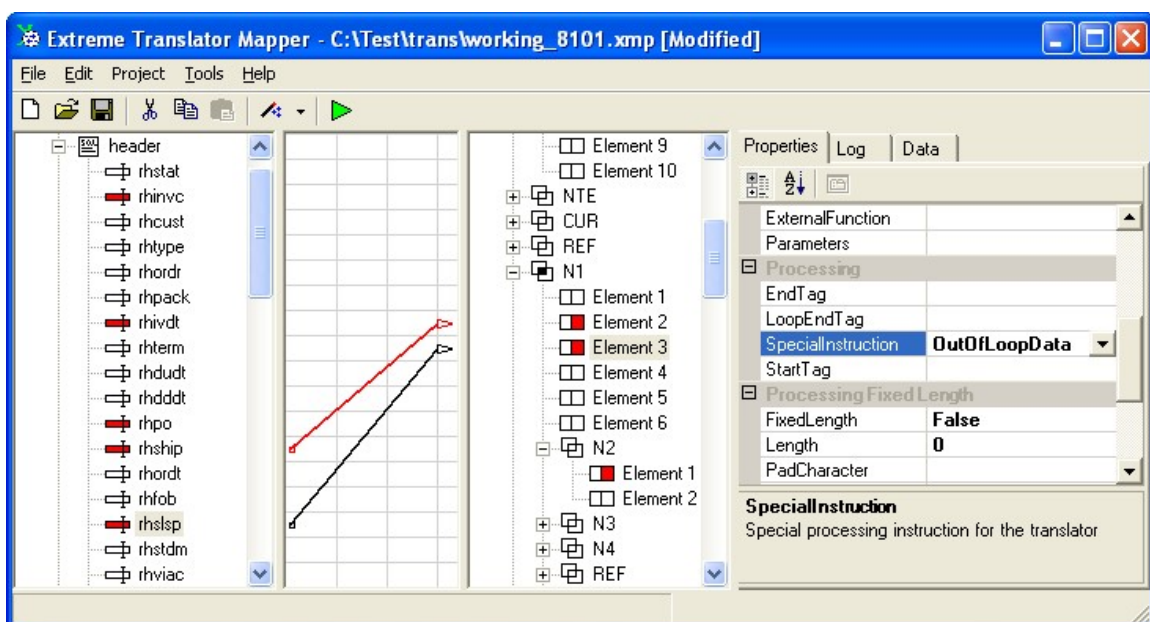 Extreme Translator Mapper - C:\Test\trans\working_8101.xmp [Modified]
File Edit Project Tools Help
header
rhstat
rhinvc
rhcust
rhtype
rhordr
rhpack
rhivdt
rhterm
rhdudt
rhdddt
rhpo
rhship
rhordt
rhfob
rhslsp
rhstdm
rhviac
Element 9
Element 10
NTE
CUR
REF
N1
Element 1
Element 2
Element 3
Element 4
Element 5
Element 6
N2
Element 1
Element 2
N3
N4
REF
Properties Log Data
ExternalFunction
Parameters
Processing
EndTag
LoopEndTag
SpecialInstruction OutOfLoopData
StartTag
Processing Fixed Length
FixedLength False
Length 0
PadCharacter
SpecialInstruction
Special processing instruction for the translator